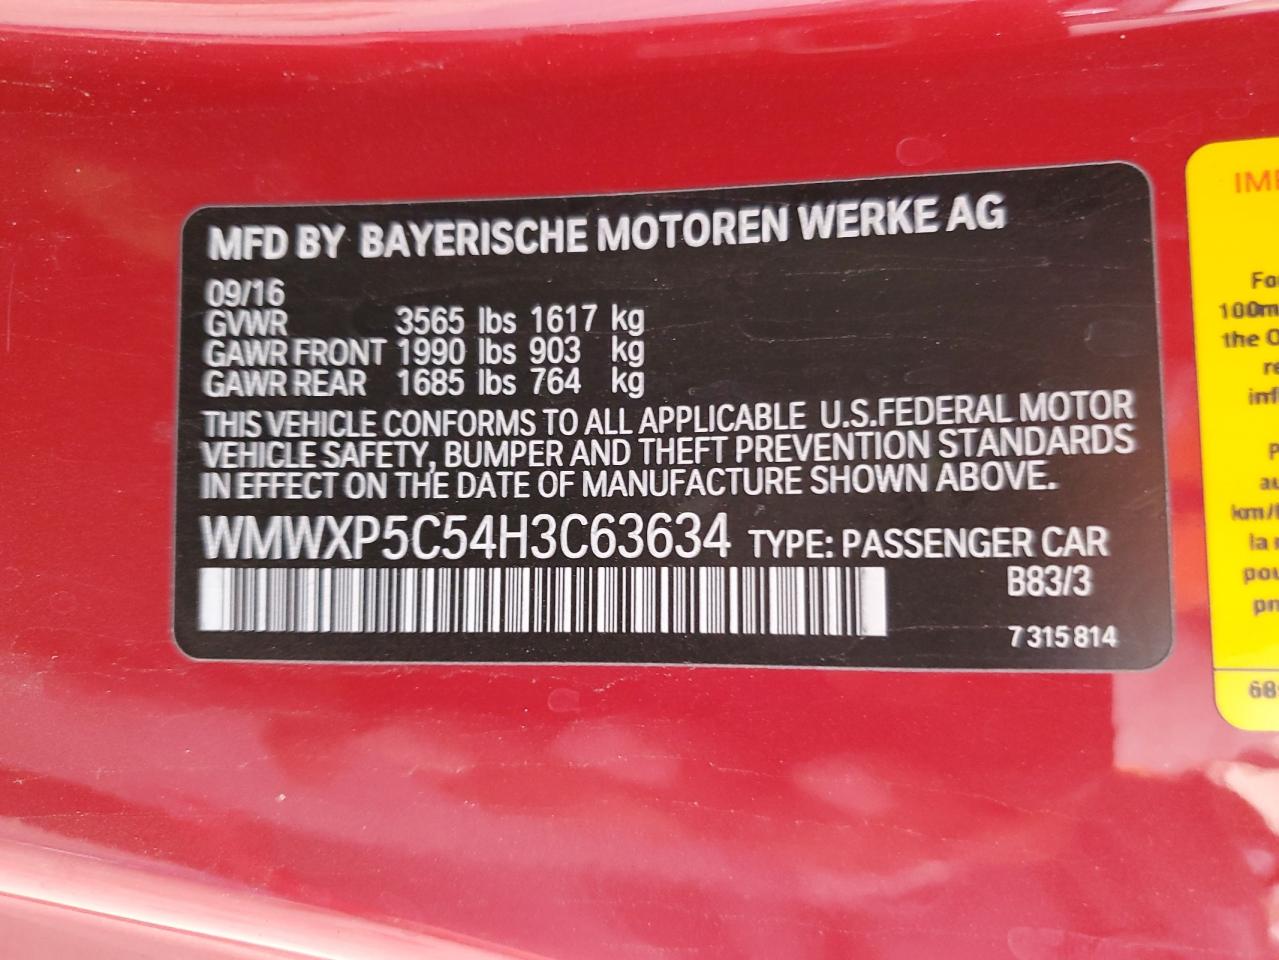 MFD BY BAYERISCHE MOTOREN WERKE AG
09/16
GVWR 3565 lbs 1617 kg
GAWR FRONT 1990 lbs 903 kg
GAWR REAR 1685 lbs 764 kg
THIS VEHICLE CONFORMS TO ALL APPLICABLE U.S.FEDERAL MOTOR
VEHICLE SAFETY, BUMPER AND THEFT PREVENTION STANDARDS
IN EFFECT ON THE DATE OF MANUFACTURE SHOWN ABOVE.
WMWXP5C54H3C63634 TYPE: PASSENGER CAR
B83/3
7 315 814
the
la